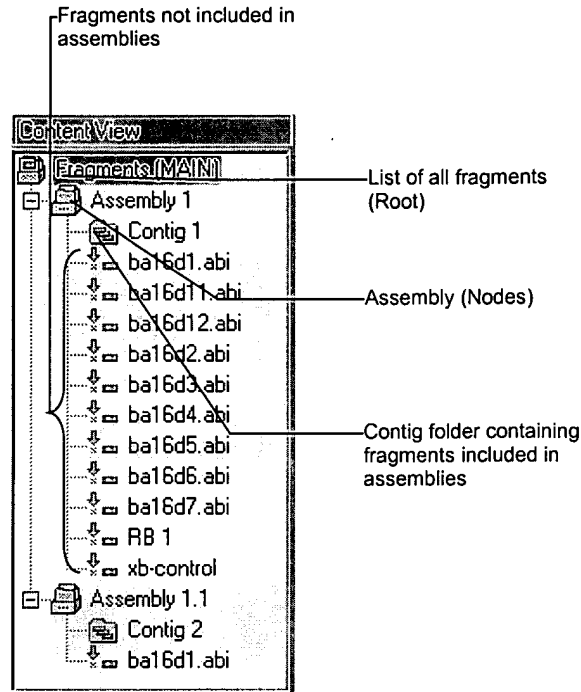 Fragments not included in
assemblies
Content View
Fragments (MAIN)
List of all fragments
(Root)
Assembly 1
Contig 1
ba16d1.abi
ba16d11.abi
Assembly (Nodes)
ba16d12.abi
ba16d2.abi
ba16d3.abi
ba16d4.abi
Contig folder containing
fragments included in
assemblies
ba16d5.abi
ba16d6.abi
ba16d7.abi
RB 1
xb-control
Assembly 1.1
Contig 2
ba16d1.abi